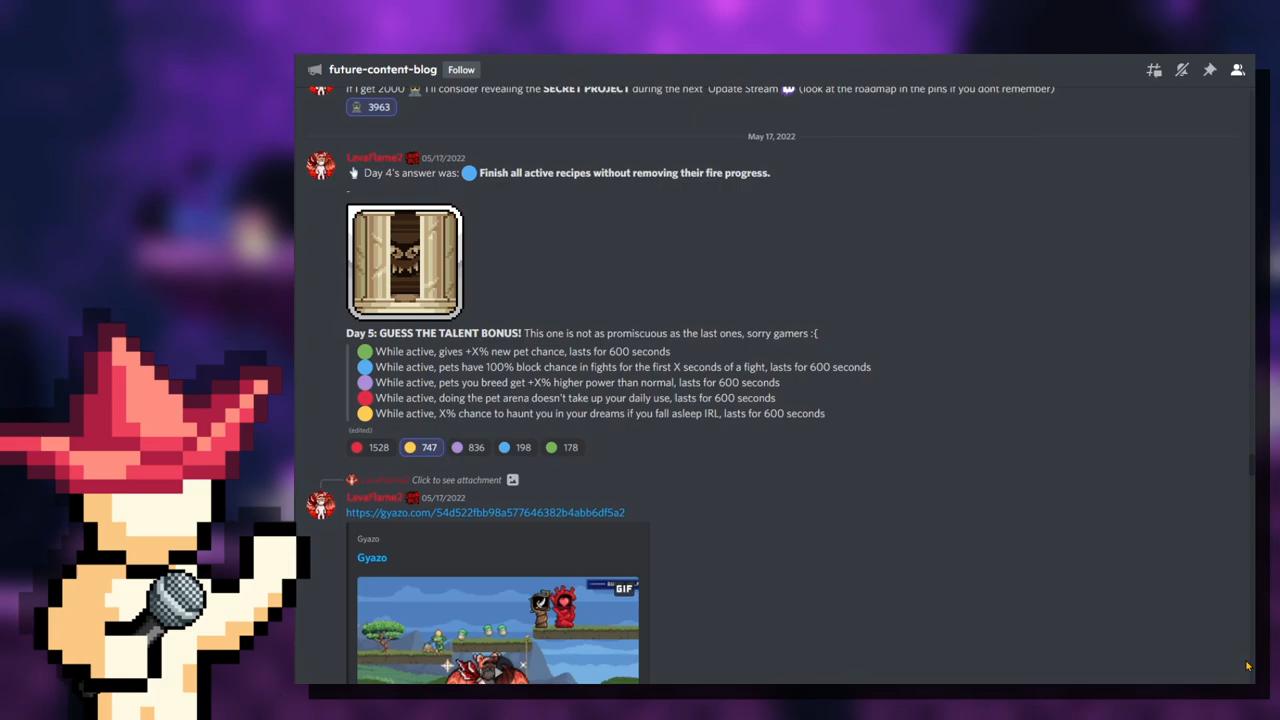 future-content-blog Follow
If I get 2000 I'll consider revealing the SECRET PROJECT during the next Update Stream (look at the roadmap in the pins if you dont remember)
3963
May 17, 2022
LavaFlame2 05/17/2022
Day 4's answer was: Finish all active recipes without removing their fire progress.
-
Day 5: GUESS THE TALENT BONUS! This one is not as promiscuous as the last ones, sorry gamers :{
While active, gives +X% new pet chance, lasts for 600 seconds
While active, pets have 100% block chance in fights for the first X seconds of a fight, lasts for 600 seconds
While active, pets you breed get +X% higher power than normal, lasts for 600 seconds
While active, doing the pet arena doesn't take up your daily use, lasts for 600 seconds
While active, X% chance to haunt you in your dreams if you fall asleep IRL, lasts for 600 seconds
(edited)
1528 747 836 198 178
LavaFlame2 Click to see attachment
LavaFlame2 05/17/2022
https://gyazo.com/54d522fbb98a577646382b4abb6df5a2
Gyazo
Gyazo
GIF